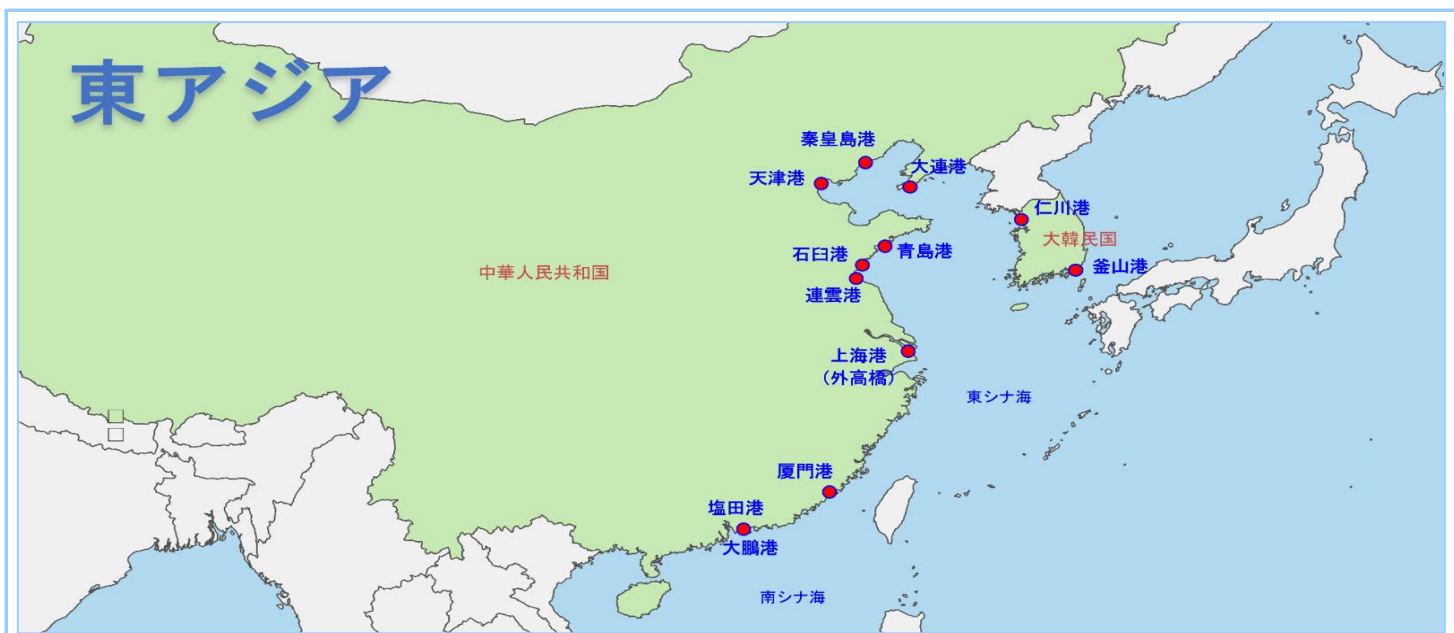 東アジア
秦皇島港
大連港
天津港
仁川港
大韓民国
青島港
石臼港
釜山港
中華人民共和国
連雲港
上海港
（外高橋）
東シナ海
厦門港
塩田港
大鵬港
南シナ海